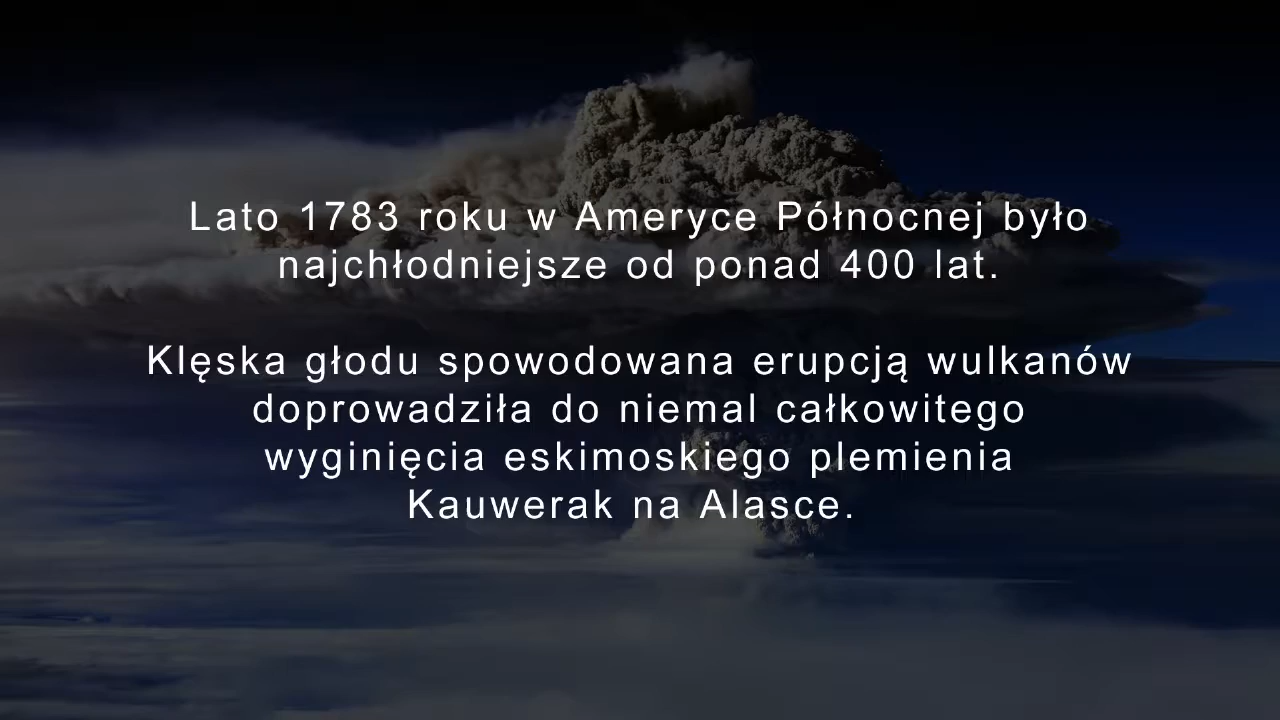 Lato 1783 roku w Ameryce Północnej było
najchłodniejsze od ponad 400 lat.
Klęska głodu spowodowana erupcją wulkanów
doprowadziła do niemal całkowitego
wyginięcia eskimoskiego plemienia
Kauwerak na Alasce.